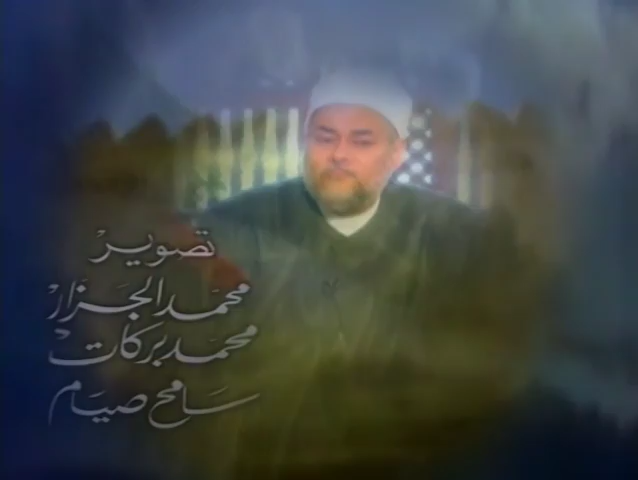 تصوير
محمد الجزار
محمد بركات
سامح صيام